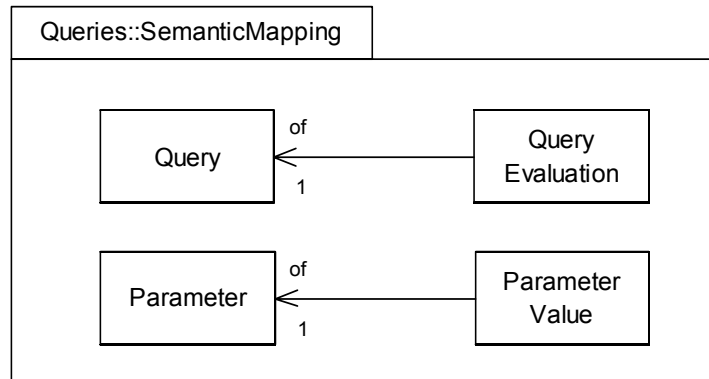 Queries::SemanticMapping
of
Query
Query
Evaluation
1
of
Parameter
Parameter
Value
1